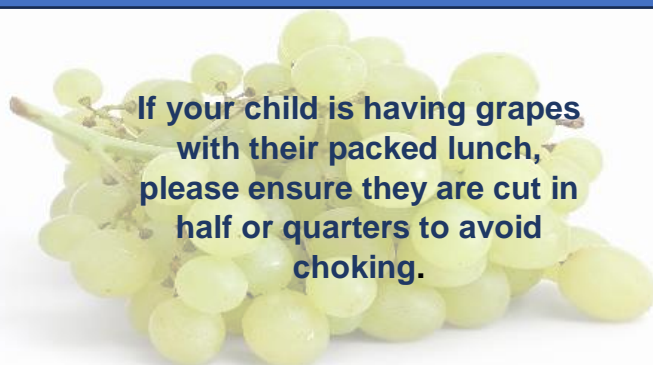 If your child is having grapes
with their packed lunch,
please ensure they are cut in
half or quarters to avoid
choking.